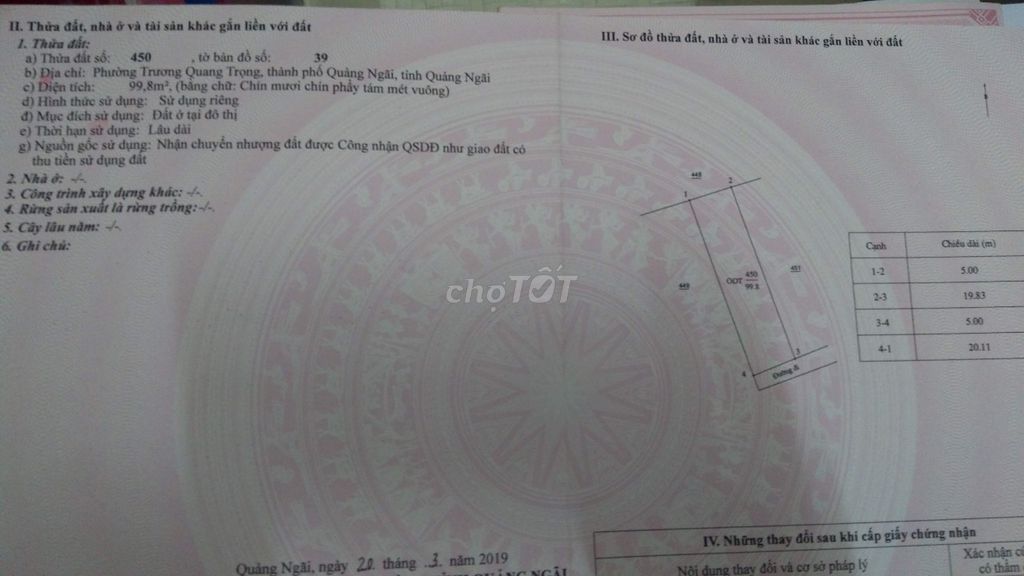 II. Thửa đất, nhà ở và tài sản khác gắn liền với đất
1. Thửa đất:
a) Thửa đất số: 450 , tờ bản đồ số: 39
b) Địa chỉ: Phường Trương Quang Trọng, thành phố Quảng Ngãi, tỉnh Quảng Ngãi
c) Diện tích: 99,8m², (bằng chữ: Chín mươi chín phẩy tám mét vuông)
d) Hình thức sử dụng: Sử dụng riêng
đ) Mục đích sử dụng: Đất ở tại đô thị
e) Thời hạn sử dụng: Lâu dài
g) Nguồn gốc sử dụng: Nhận chuyển nhượng đất được Công nhận QSDĐ như giao đất có
thu tiền sử dụng đất
2. Nhà ở: -/-.
3. Công trình xây dựng khác: -/-.
4. Rừng sản xuất là rừng trồng: -/-.
5. Cây lâu năm: -/-.
6. Ghi chú:
Quảng Ngãi, ngày 20 tháng 3 năm 2019
III. Sơ đồ thửa đất, nhà ở và tài sản khác gắn liền với đất
448
1 2
449
ODT 450
99.8
451
4 3
Đường đi
Cạnh Chiều dài (m)
1-2 5.00
2-3 19.83
3-4 5.00
4-1 20.11
chợTỐT
IV. Những thay đổi sau khi cấp giấy chứng nhận
Nội dung thay đổi và cơ sở pháp lý
Xác nhận
có thẩm